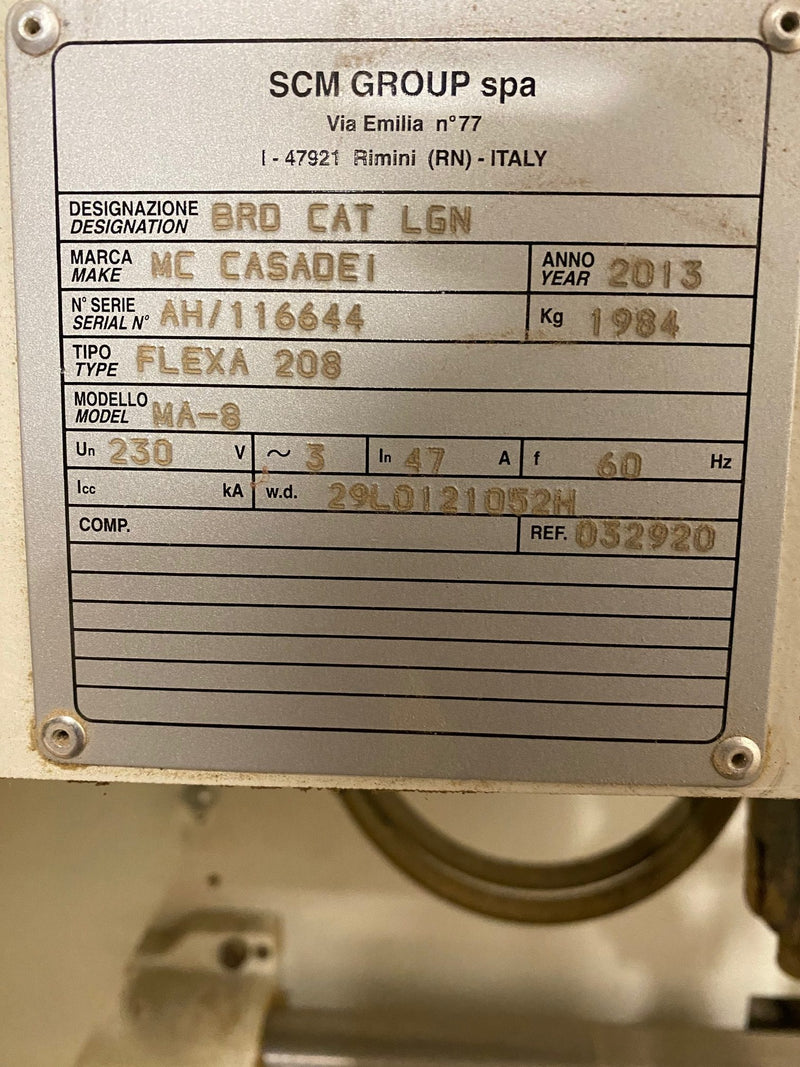 SCM GROUP spa
Via Emilia n°77
I - 47921 Rimini (RN) - ITALY
DESIGNAZIONE
DESIGNATION BRD CAT LGN
MARCA
MAKE MC CASADEI
ANNO
YEAR 2013
N° SERIE
SERIAL N° AH/116644
Kg 1984
TIPO
TYPE FLEXA 208
MODELLO
MODEL MA-8
Un 230 V ~ 3 In 47 A f 60 Hz
Icc kA w.d. 29L0121052H
COMP. REF. 032920